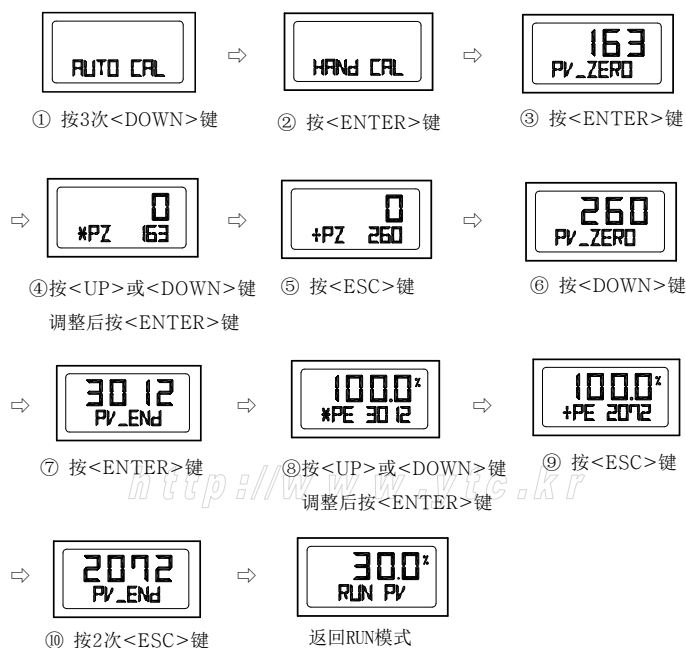 AUTO CAL
⇨
HANd CAL
⇨
163
PV_ZERO
① 按3次<DOWN>键
② 按<ENTER>键
③ 按<ENTER>键
⇨
0
*PZ 163
⇨
0
+PZ 260
⇨
260
PV_ZERO
④按<UP>或<DOWN>键
调整后按<ENTER>键
⑤ 按<ESC>键
⑥ 按<DOWN>键
⇨
3012
PV_ENd
⇨
100.0%
*PE 3012
⇨
100.0%
+PE 2072
⑦ 按<ENTER>键
⑧按<UP>或<DOWN>键
调整后按<ENTER>键
⑨ 按<ESC>键
http://www.ytc.kr
⇨
2072
PV_ENd
⇨
30.0%
RUN PV
⑩ 按2次<ESC>键
返回RUN模式